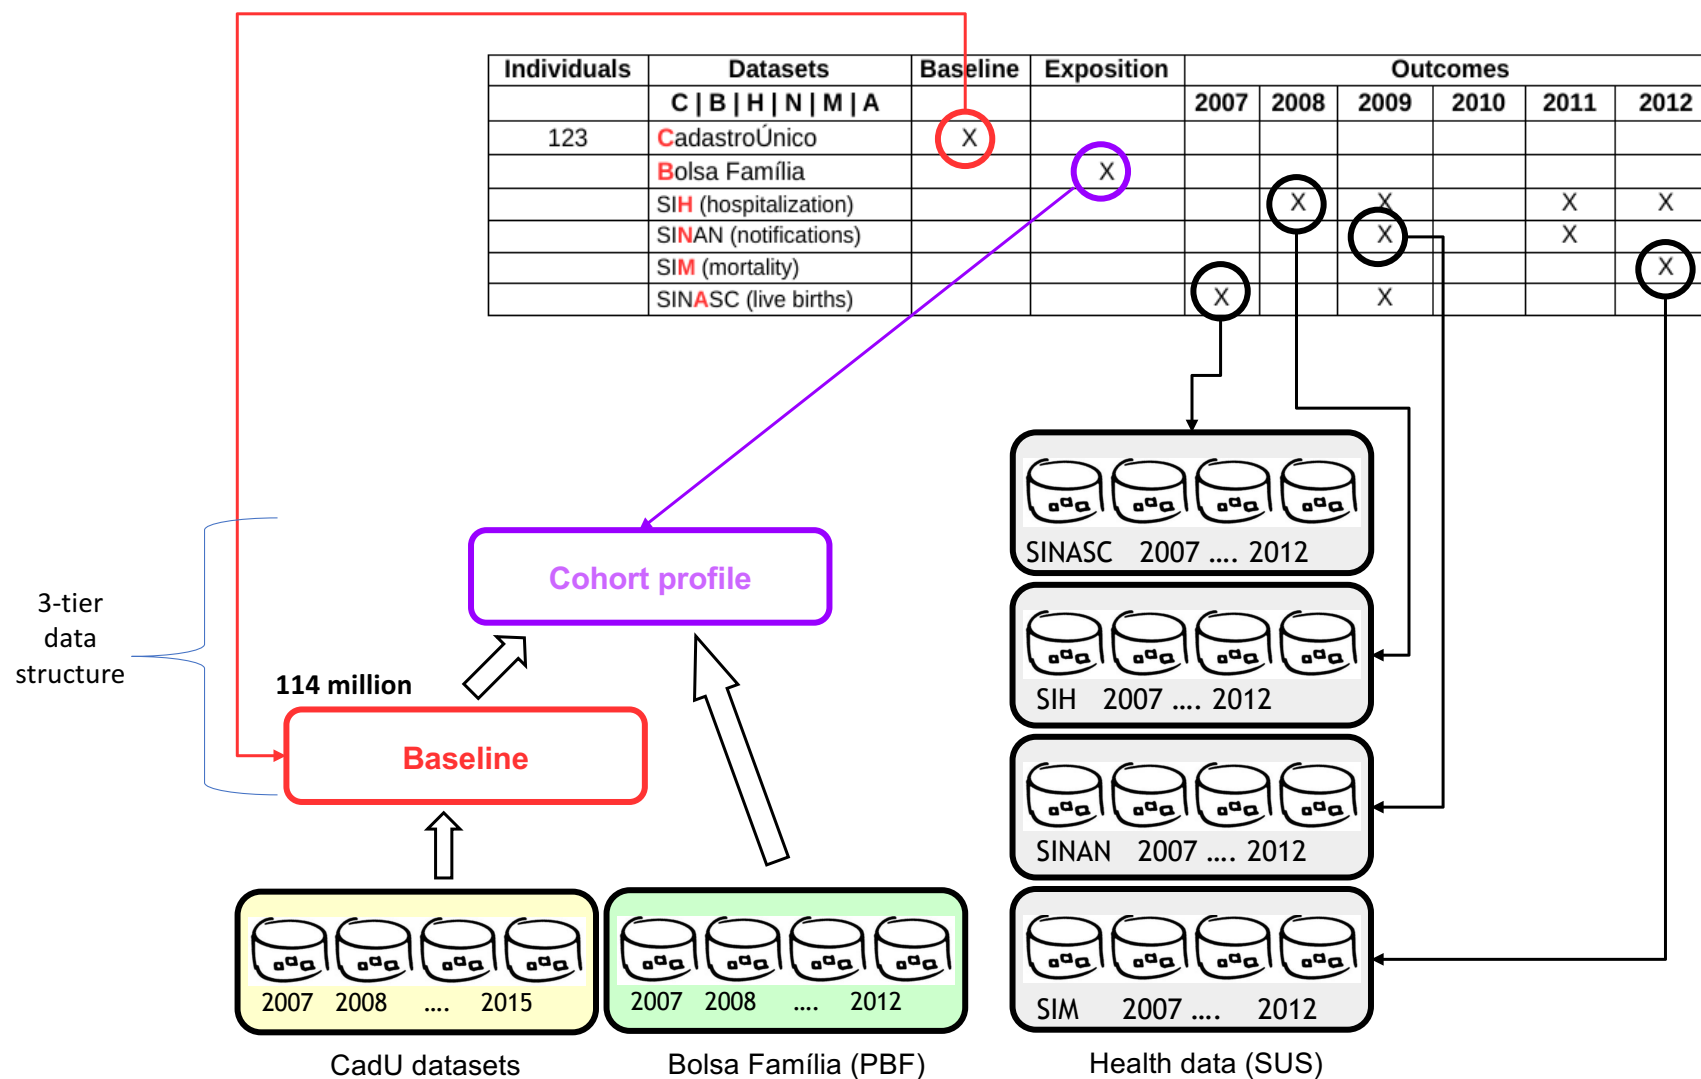 Individuals Datasets Baseline Exposition Outcomes
C | B | H | N | M | A 2007 2008 2009 2010 2011 2012
123 CadastroÚnico X
Bolsa Família X
SIH (hospitalization) X X X X
SINAN (notifications) X X
SIM (mortality) X
SINASC (live births) X X
SINASC 2007 .... 2012
Cohort profile
3-tier
data
structure
SIH 2007 .... 2012
114 million
Baseline
SINAN 2007 .... 2012
2007 2008 .... 2015
2007 2008 .... 2012
SIM 2007 .... 2012
CadU datasets
Bolsa Família (PBF)
Health data (SUS)